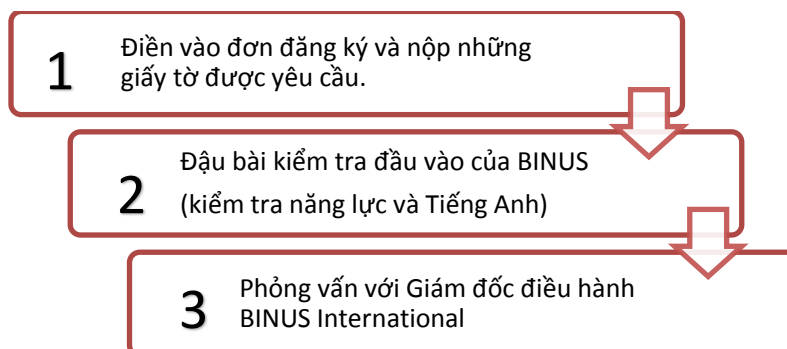 1
Điền vào đơn đăng ký và nộp những
giấy tờ được yêu cầu.
2
Đậu bài kiểm tra đầu vào của BINUS
(kiểm tra năng lực và Tiếng Anh)
3
Phỏng vấn với Giám đốc điều hành
BINUS International